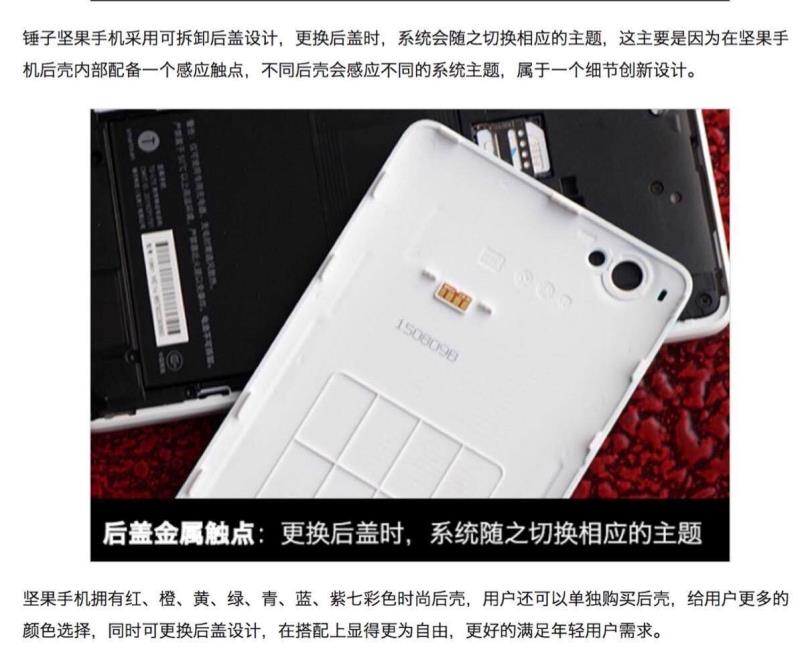 锤子坚果手机采用可拆卸后盖设计，更换后盖时，系统会随之切换相应的主题，这主要是因为在坚果手
机后壳内部配备一个感应触点，不同后壳会感应不同的系统主题，属于一个细节创新设计。
150809B
后盖金属触点：更换后盖时，系统随之切换相应的主题
坚果手机拥有红、橙、黄、绿、青、蓝、紫七彩色时尚后壳，用户还可以单独购买后壳，给用户更多的
颜色选择，同时可更换后盖设计，在搭配上显得更为自由，更好的满足年轻用户需求。